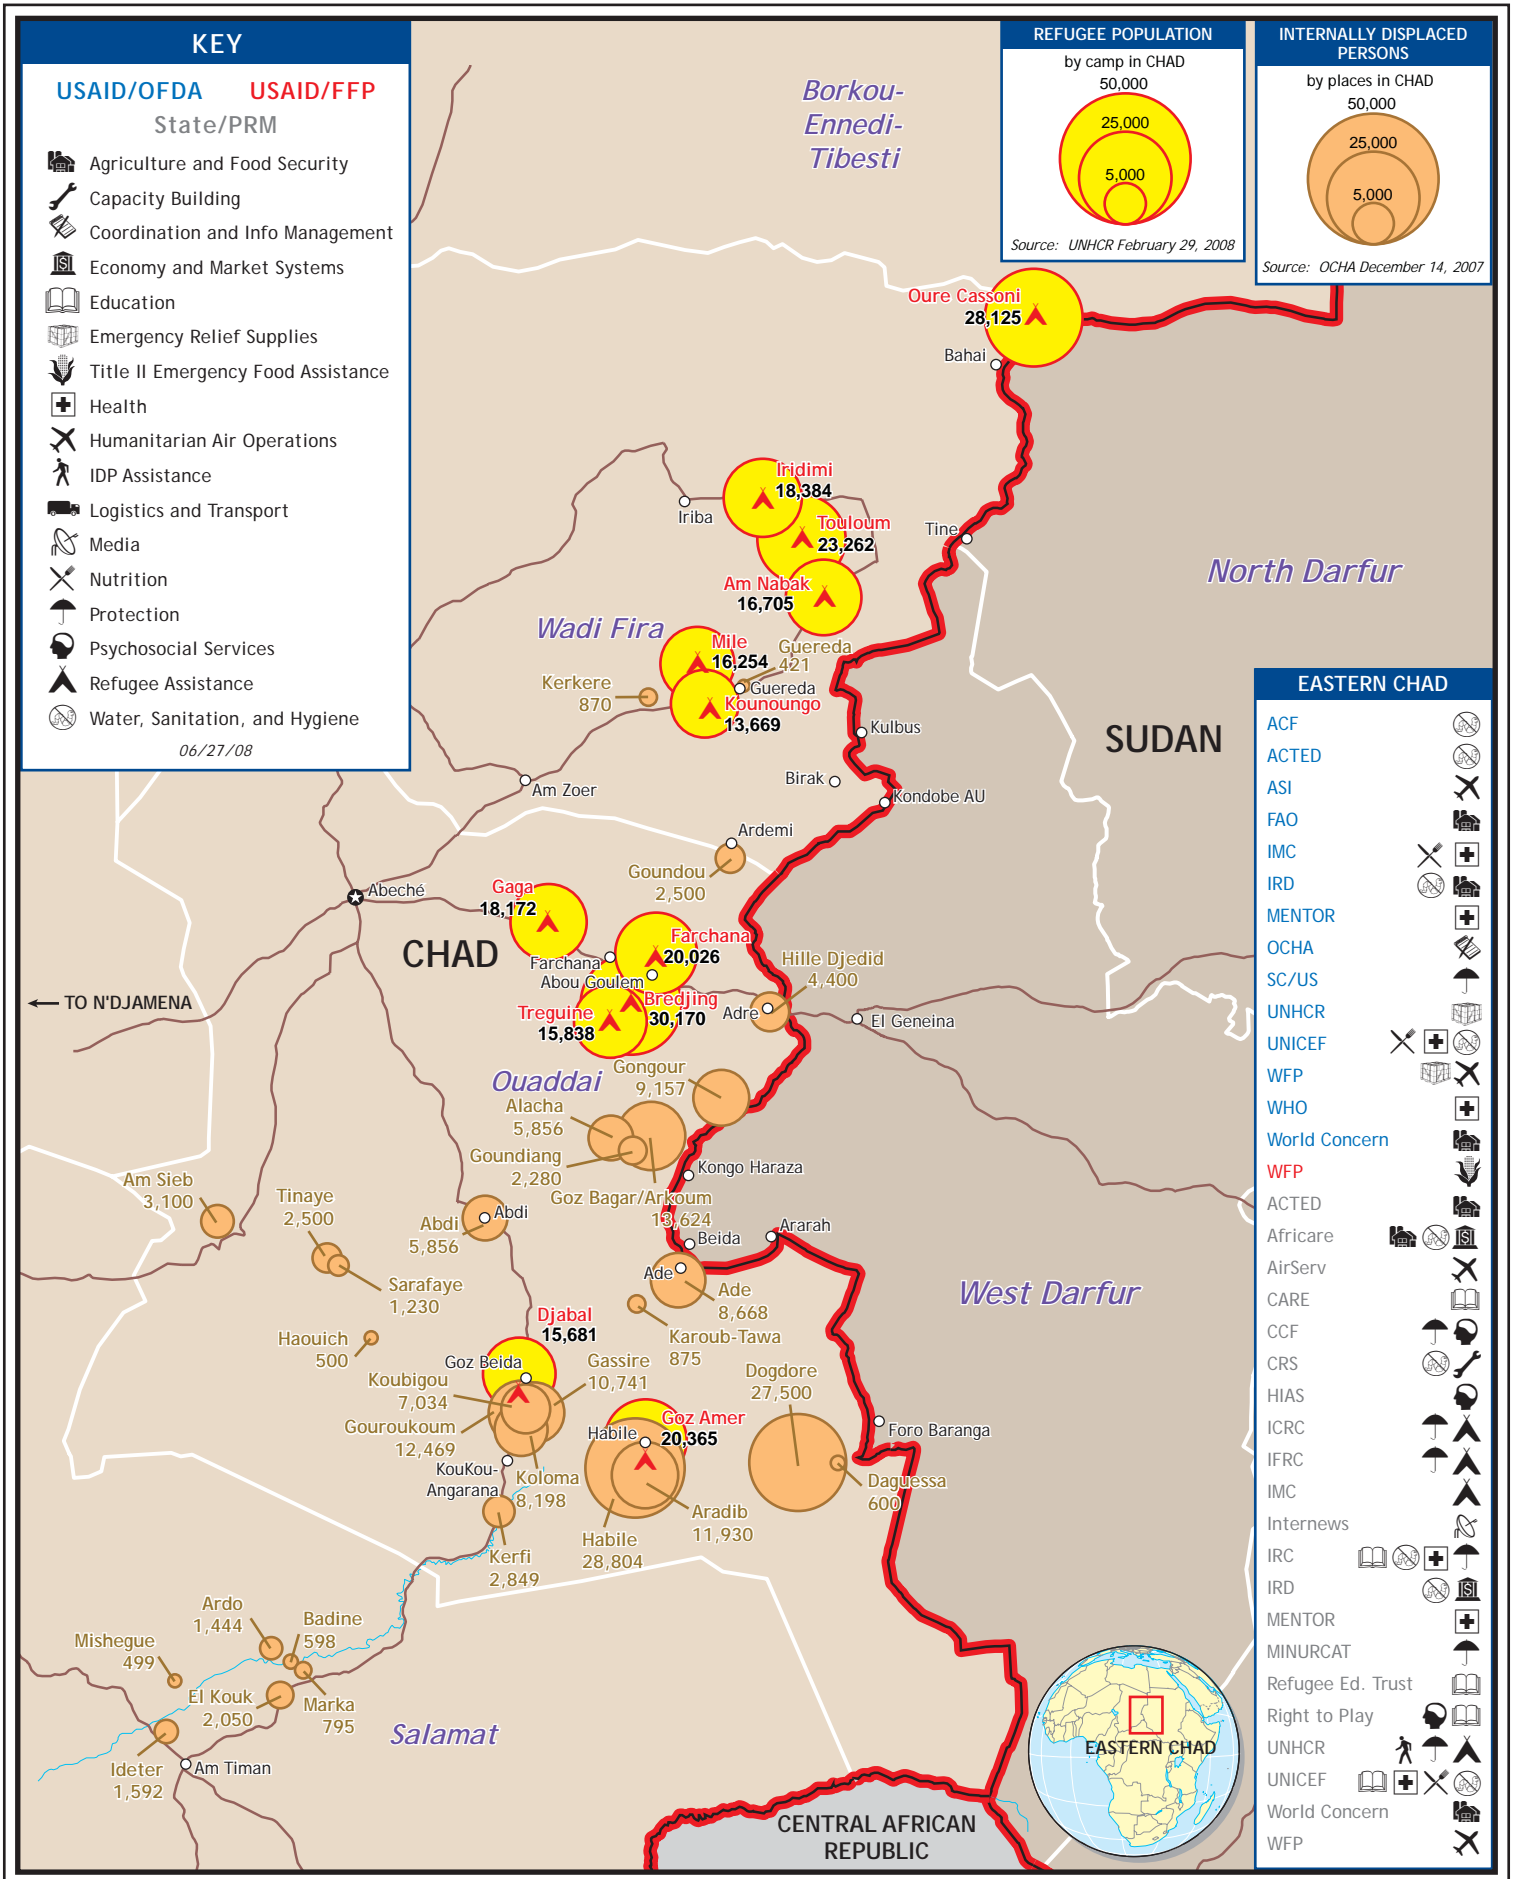 KEY
USAID/OFDA USAID/FFP
State/PRM
Agriculture and Food Security
Capacity Building
Coordination and Info Management
Economy and Market Systems
Education
Emergency Relief Supplies
Title II Emergency Food Assistance
Health
Humanitarian Air Operations
IDP Assistance
Logistics and Transport
Media
Nutrition
Protection
Psychosocial Services
Refugee Assistance
Water, Sanitation, and Hygiene
06/27/08
REFUGEE POPULATION
by camp in CHAD
50,000
25,000
5,000
Source: UNHCR February 29, 2008
INTERNALLY DISPLACED
PERSONS
by places in CHAD
50,000
25,000
5,000
Source: OCHA December 14, 2007
Borkou-
Ennedi-
Tibesti
Oure Cassoni
28,125
Bahai
Iridimi
18,384
Iriba
Touloum
23,262
Tine
Am Nabak
16,705
North Darfur
Wadi Fira
Mile
16,254
Guereda
421
Kerkere
870
Guereda
Kounoungo
13,669
Kulbus
SUDAN
Birak
Am Zoer
Kondobe AU
Ardemi
Goundou
2,500
Abeché
Gaga
18,172
CHAD
Farchana
20,026
Farchana
Abou Goulem
Hille Djedid
4,400
TO N'DJAMENA
Treguine
15,838
Bredjing
30,170
Adre
El Geneina
Ouaddai
Gongour
9,157
Alacha
5,856
Goundiang
2,280
Kongo Haraza
Goz Bagar/Arkoum
13,624
Am Sieb
3,100
Tinaye
2,500
Abdi
5,856
Abdi
Beida
Ararah
Sarafaye
1,230
Ade
Ade
8,668
West Darfur
Djabal
15,681
Karoub-Tawa
875
Haouich
500
Goz Beida
Gassire
10,741
Dogdore
27,500
Koubigou
7,034
Gouroukoum
12,469
Goz Amer
20,365
Habile
Foro Baranga
KouKou-
Angarana
Koloma
8,198
Daguessa
600
Aradib
11,930
Habile
28,804
Kerfi
2,849
Ardo
1,444
Badine
598
Mishegue
499
El Kouk
2,050
Marka
795
Salamat
Ideter
1,592
Am Timan
EASTERN CHAD
CENTRAL AFRICAN
REPUBLIC
EASTERN CHAD
ACF
ACTED
ASI
FAO
IMC
IRD
MENTOR
OCHA
SC/US
UNHCR
UNICEF
WFP
WHO
World Concern
WFP
ACTED
Africare
AirServ
CARE
CCF
CRS
HIAS
ICRC
IFRC
IMC
Internews
IRC
IRD
MENTOR
MINURCAT
Refugee Ed. Trust
Right to Play
UNHCR
UNICEF
World Concern
WFP